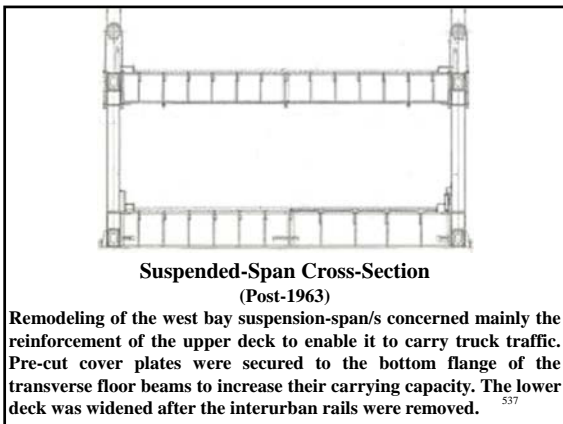 Suspended-Span Cross-Section
(Post-1963)
Remodeling of the west bay suspension-span/s concerned mainly the
reinforcement of the upper deck to enable it to carry truck traffic.
Pre-cut cover plates were secured to the bottom flange of the
transverse floor beams to increase their carrying capacity. The lower
deck was widened after the interurban rails were removed. 537